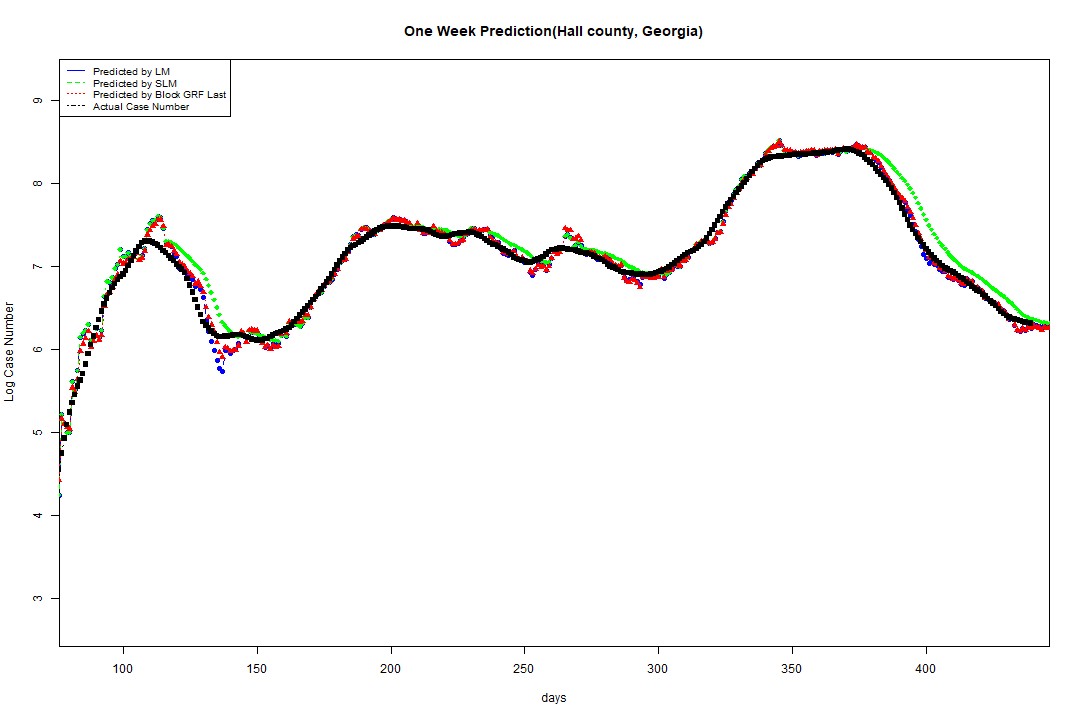 One Week Prediction(Hall county, Georgia)
Predicted by LM
Predicted by SLM
Predicted by Block GRF Last
Actual Case Number
9
8
7
6
5
4
3
Log Case Number
100 150 200 250 300 350 400
days